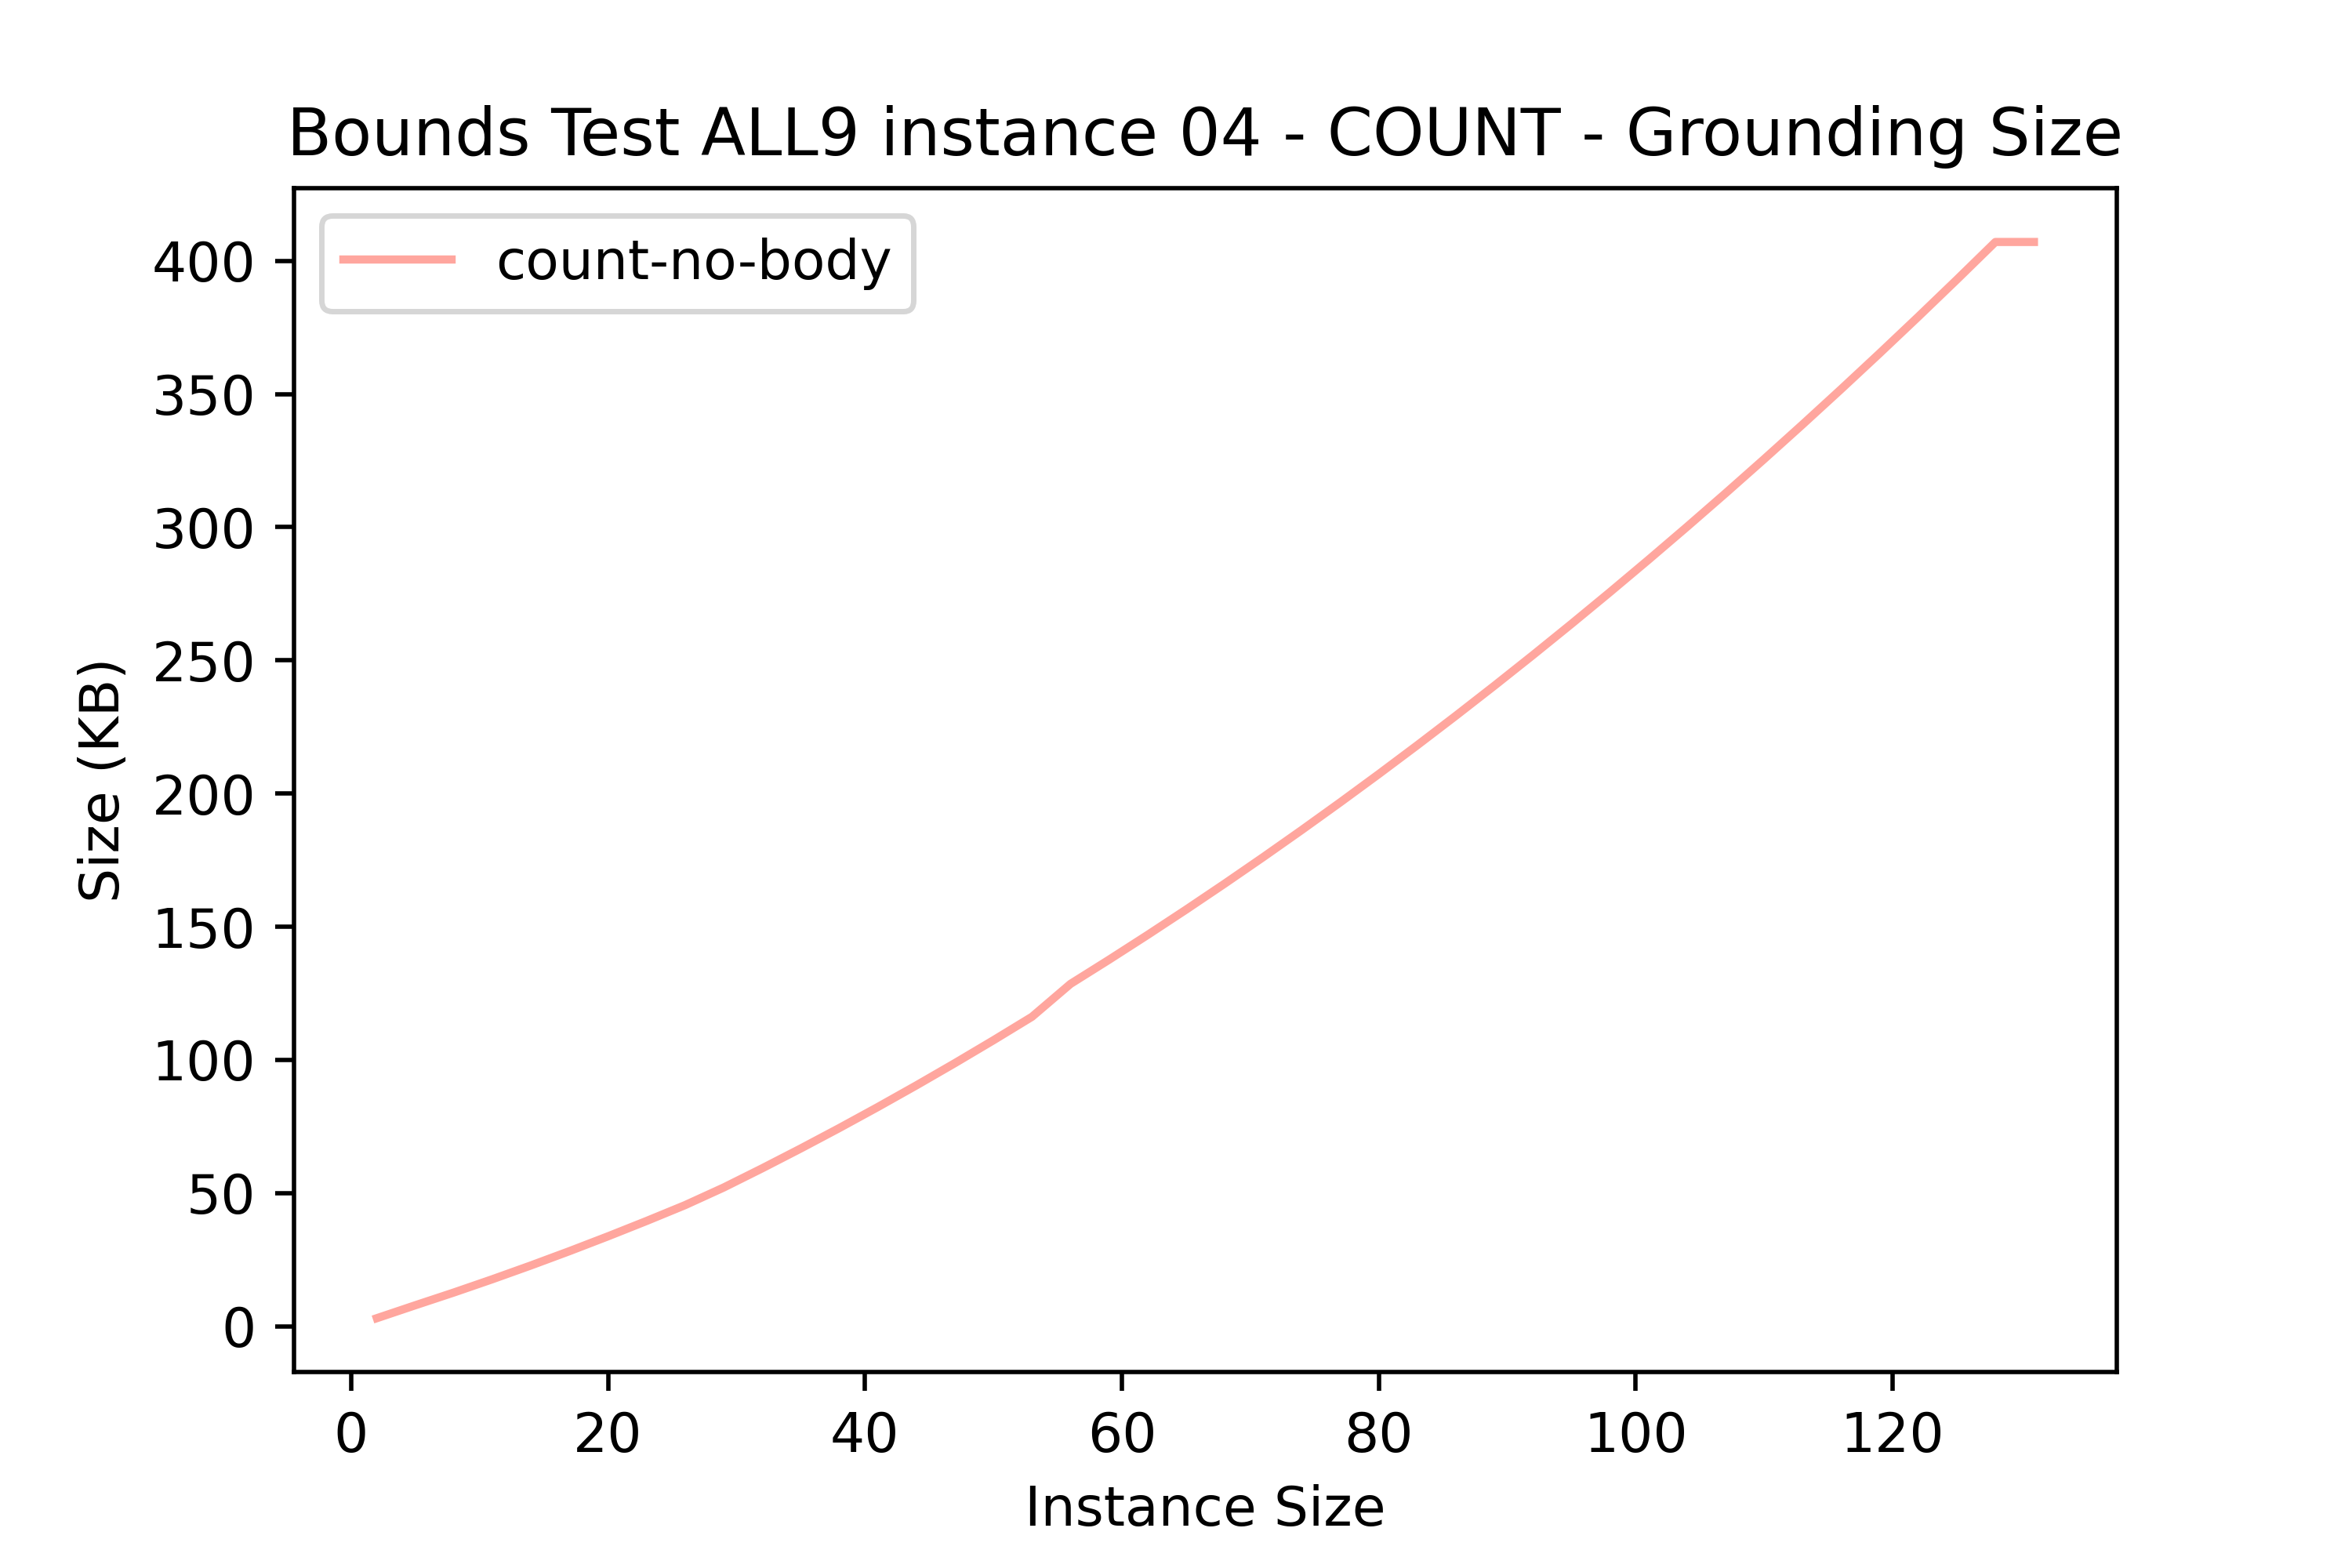 Bounds Test ALL9 instance 04 - COUNT - Grounding Size
count-no-body
400
350
300
250
200
150
100
50
0
Size (KB)
0 20 40 60 80 100 120
Instance Size